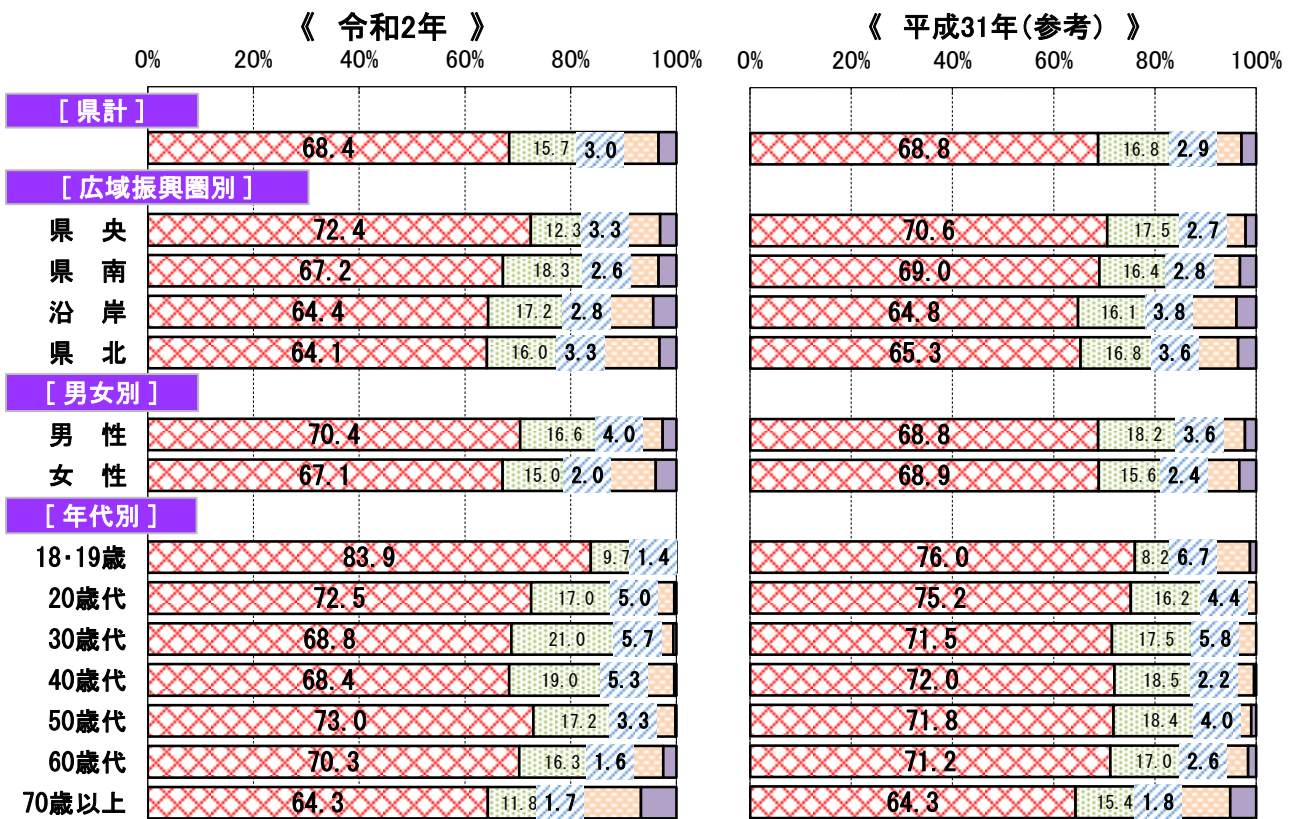 《 令和2年 》 《 平成31年(参考) 》
0% 20% 40% 60% 80% 100% 0% 20% 40% 60% 80% 100%
[ 県計 ]
68.4 15.7 3.0 68.8 16.8 2.9
[ 広域振興圏別 ]
県 央 72.4 12.3 3.3 70.6 17.5 2.7
県 南 67.2 18.3 2.6 69.0 16.4 2.8
沿 岸 64.4 17.2 2.8 64.8 16.1 3.8
県 北 64.1 16.0 3.3 65.3 16.8 3.6
[ 男女別 ]
男 性 70.4 16.6 4.0 68.8 18.2 3.6
女 性 67.1 15.0 2.0 68.9 15.6 2.4
[ 年代別 ]
18・19歳 83.9 9.7 1.4 76.0 8.2 6.7
20歳代 72.5 17.0 5.0 75.2 16.2 4.4
30歳代 68.8 21.0 5.7 71.5 17.5 5.8
40歳代 68.4 19.0 5.3 72.0 18.5 2.2
50歳代 73.0 17.2 3.3 71.8 18.4 4.0
60歳代 70.3 16.3 1.6 71.2 17.0 2.6
70歳以上 64.3 11.8 1.7 64.3 15.4 1.8